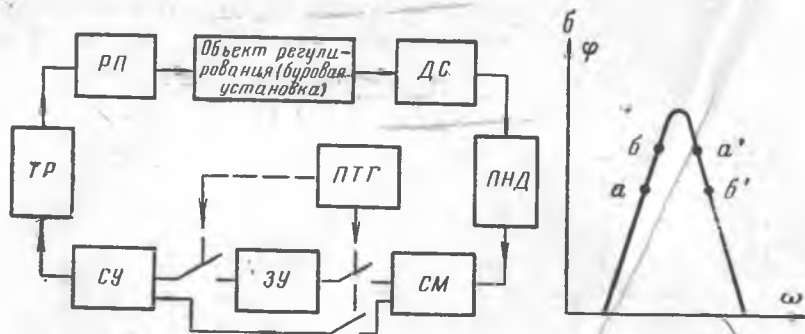 РП
Объект регули-
рования (буровая
установка)
ДС
ТР
ПТГ
ПНД
СУ
ЗУ
СМ
б
φ
б
а'
а
б'
ω